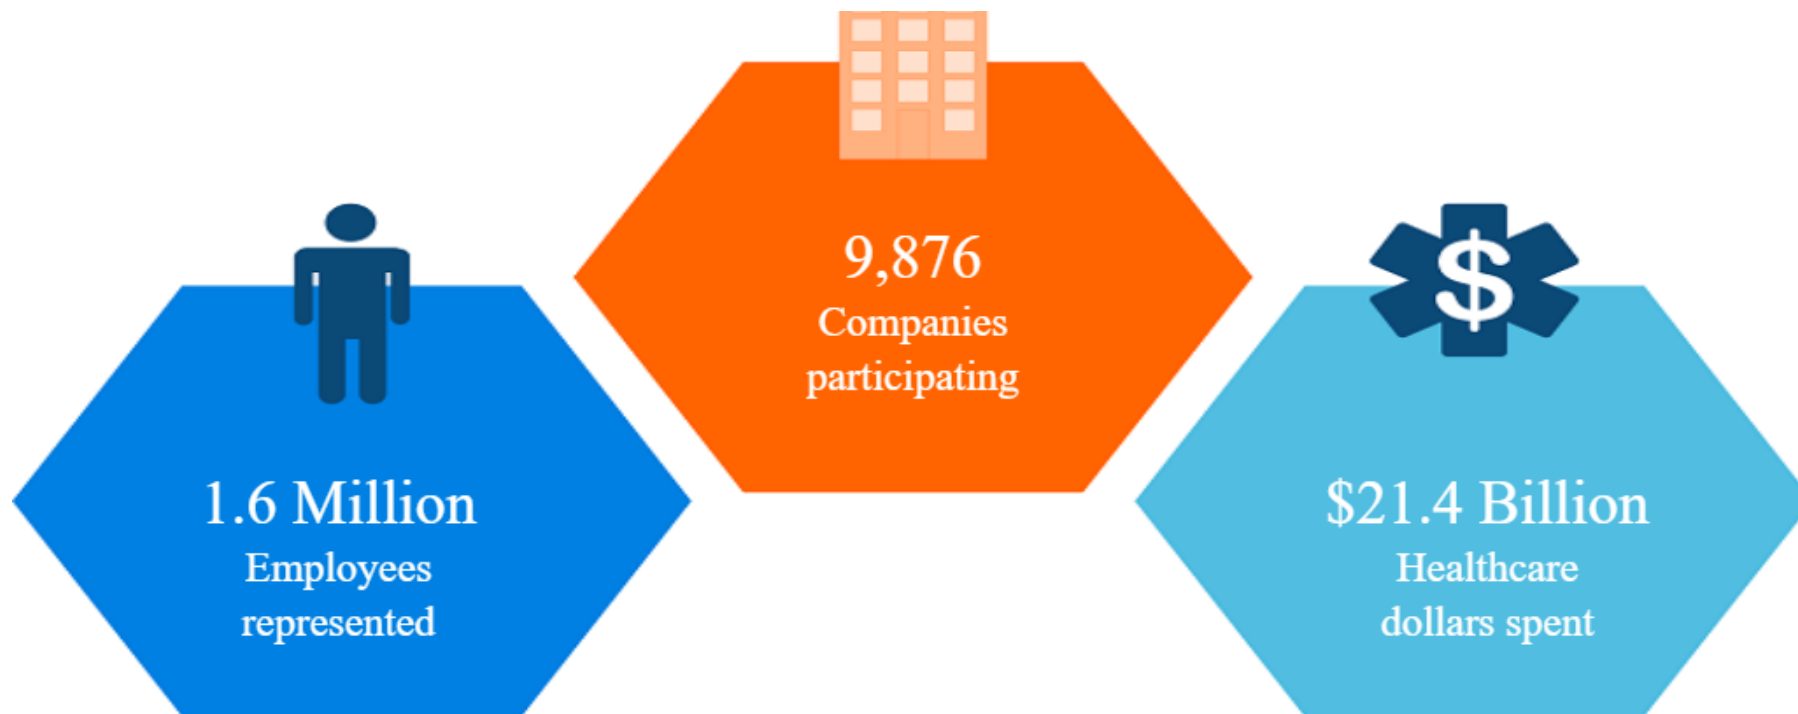 1.6 Million
Employees
represented
9,876
Companies
participating
$
$21.4 Billion
Healthcare
dollars spent